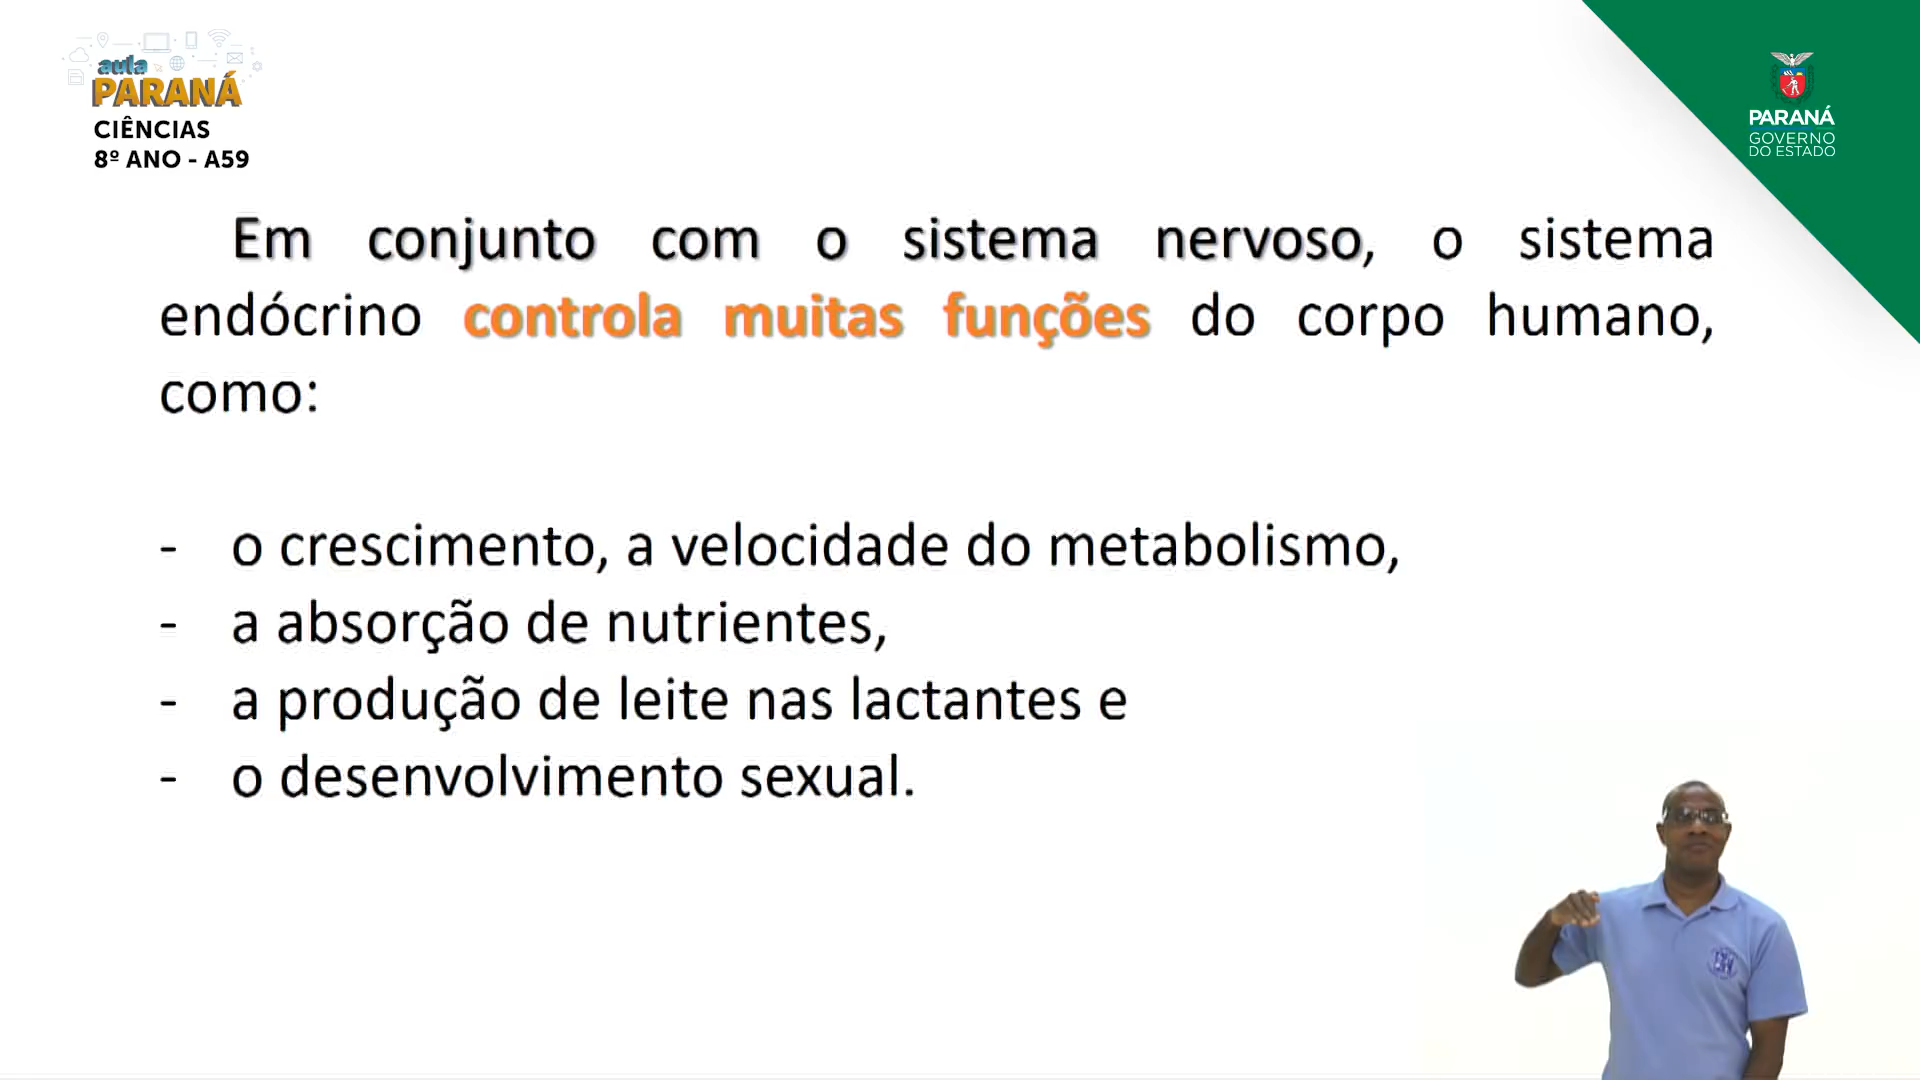 aula
PARANÁ
CIÊNCIAS
8º ANO - A59
PARANÁ
GOVERNO
DO ESTADO
Em conjunto com o sistema nervoso, o sistema
endócrino controla muitas funções do corpo humano,
como:
- o crescimento, a velocidade do metabolismo,
- a absorção de nutrientes,
- a produção de leite nas lactantes e
- o desenvolvimento sexual.